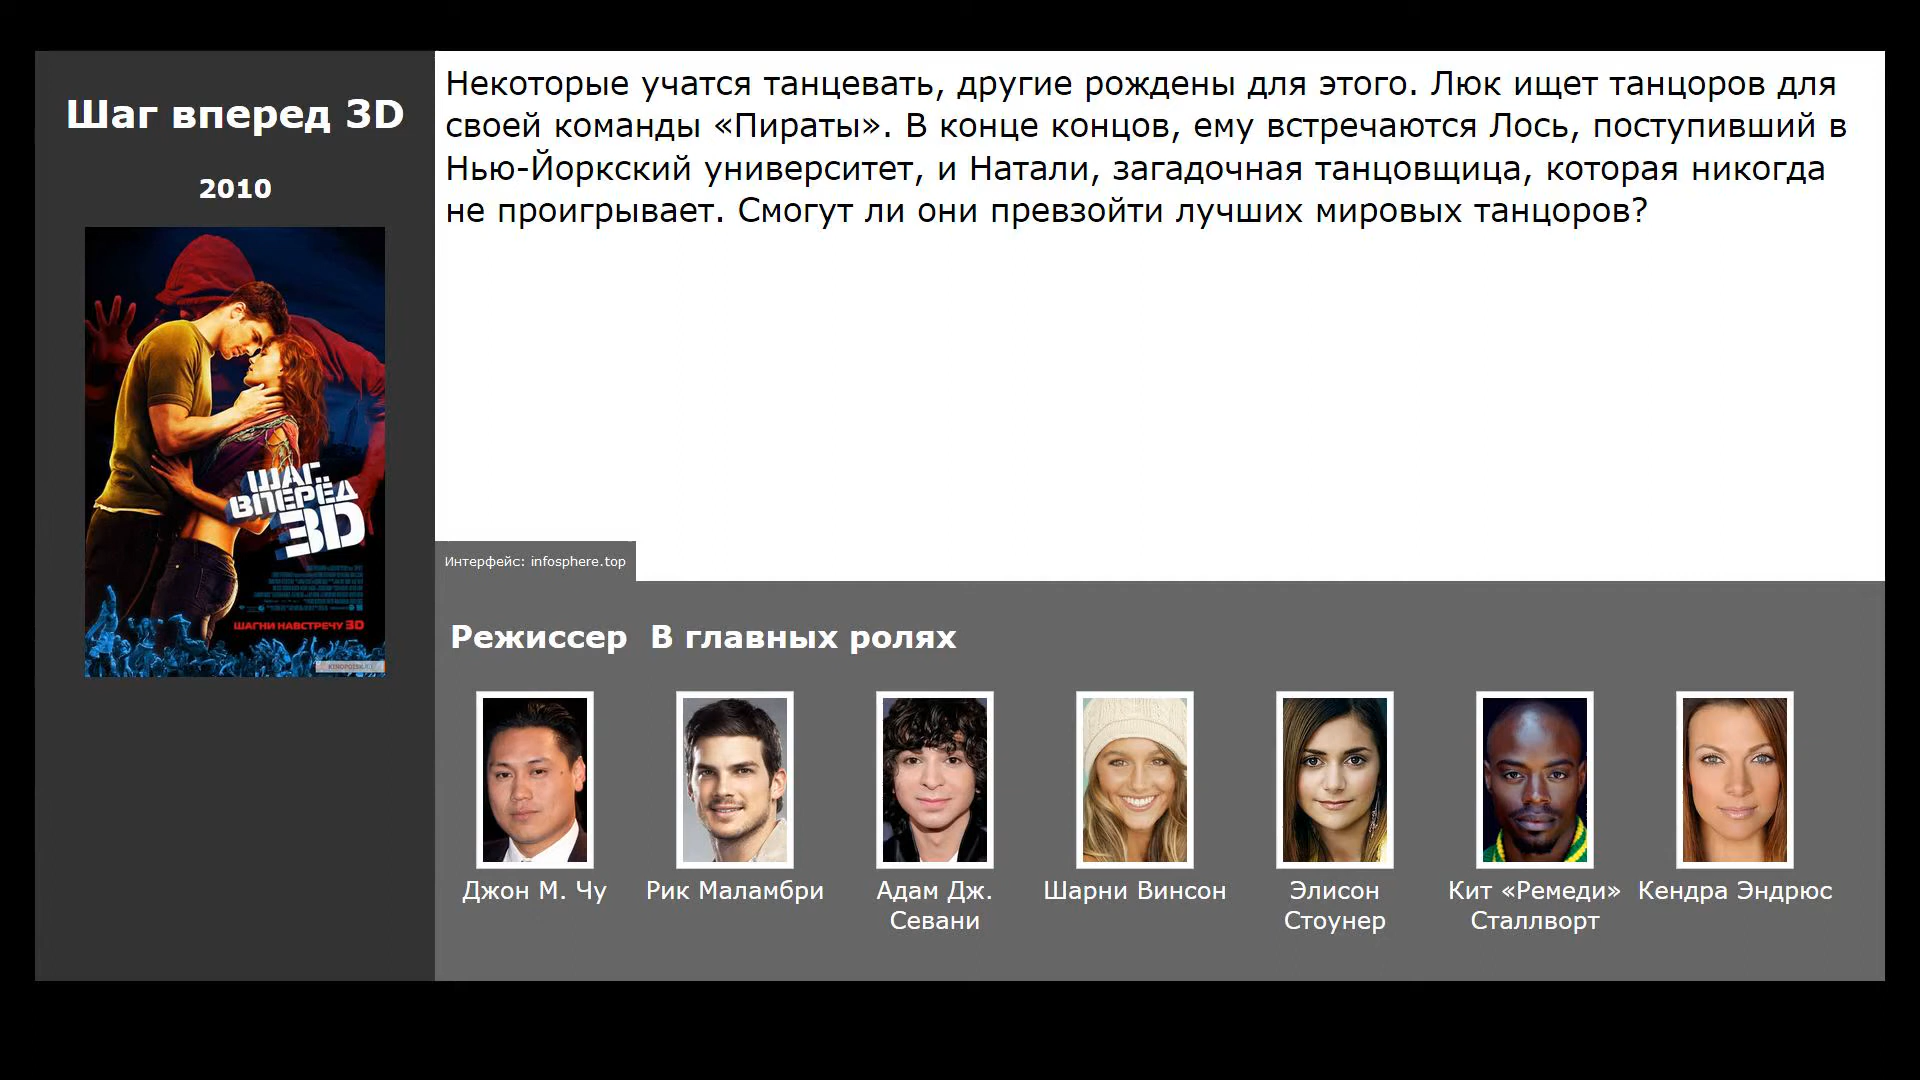 Шаг вперед 3D
2010
ШАГ
ВПЕРЁД
3D
ШАГНИ НАВСТРЕЧУ 3D
KINOPOISK.RU
Некоторые учатся танцевать, другие рождены для этого. Люк ищет танцоров для
своей команды «Пираты». В конце концов, ему встречаются Лось, поступивший в
Нью-Йоркский университет, и Натали, загадочная танцовщица, которая никогда
не проигрывает. Смогут ли они превзойти лучших мировых танцоров?
Интерфейс: infosphere.top
Режиссер В главных ролях
Джон М. Чу
Рик Маламбри
Адам Дж.
Севани
Шарни Винсон
Элисон
Стоунер
Кит «Ремеди»
Сталлворт
Кендра Эндрюс